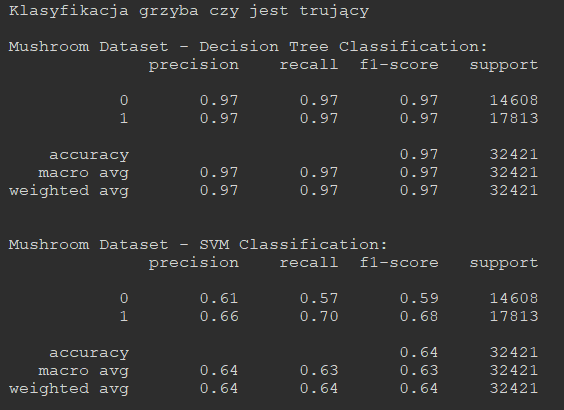 Klasyfikacja grzyba czy jest trujący
Mushroom Dataset - Decision Tree Classification:
precision recall f1-score support
0 0.97 0.97 0.97 14608
1 0.97 0.97 0.97 17813
accuracy 0.97 32421
macro avg 0.97 0.97 0.97 32421
weighted avg 0.97 0.97 0.97 32421
Mushroom Dataset - SVM Classification:
precision recall f1-score support
0 0.61 0.57 0.59 14608
1 0.66 0.70 0.68 17813
accuracy 0.64 32421
macro avg 0.64 0.63 0.63 32421
weighted avg 0.64 0.64 0.64 32421